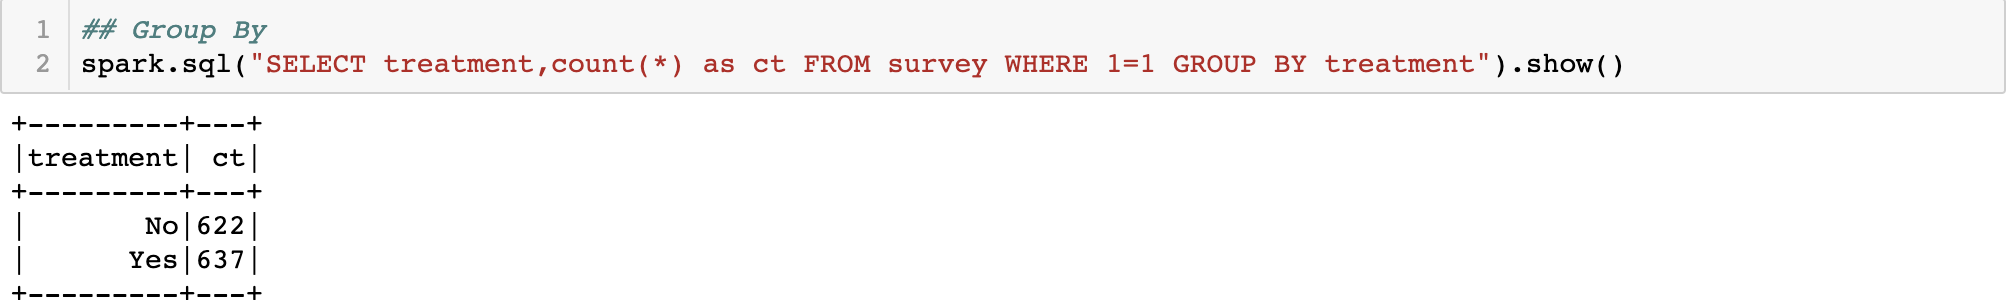 1 ## Group By
2 spark.sql("SELECT treatment,count(*) as ct FROM survey WHERE 1=1 GROUP BY treatment").show()
+---------+---+
|treatment| ct|
+---------+---+
|       No|622|
|      Yes|637|
+---------+---+